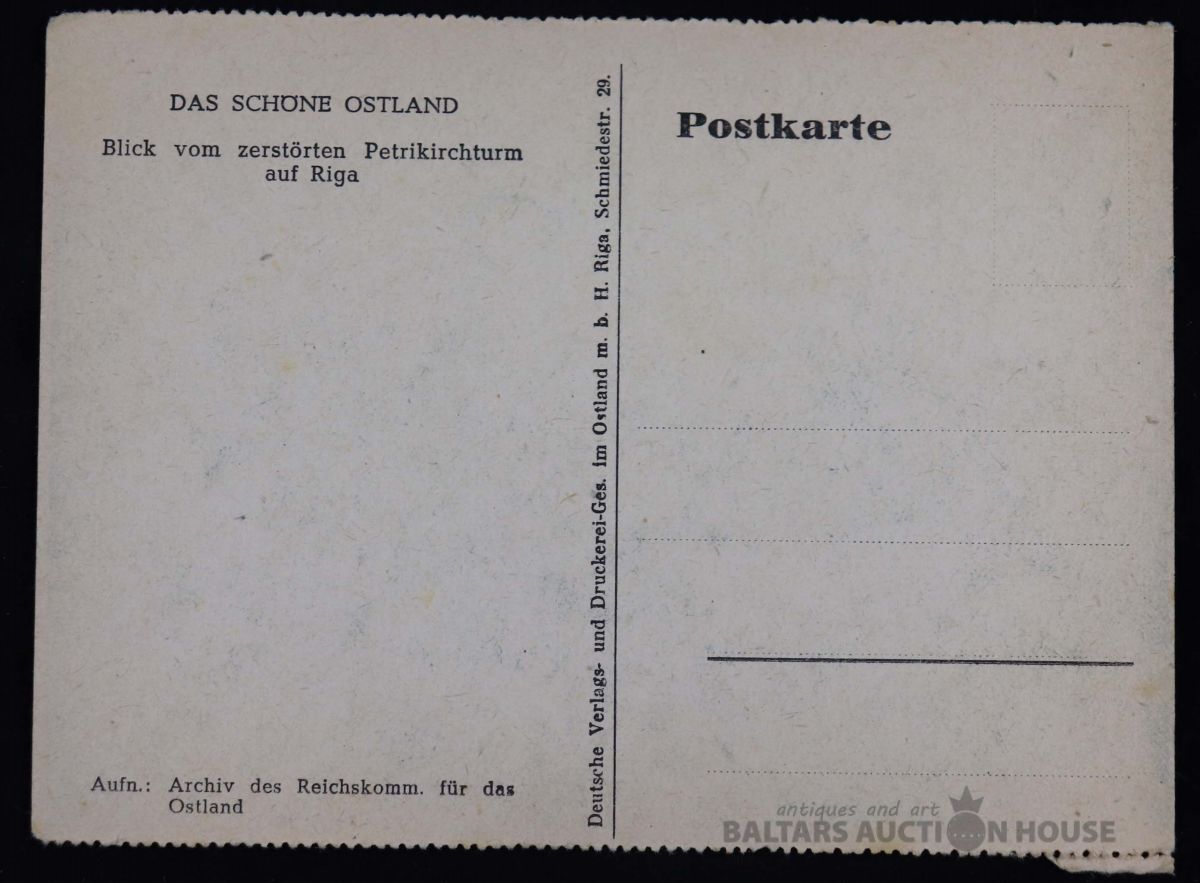 DAS SCHÖNE OSTLAND
Blick vom zerstörten Petrikirchturm
auf Riga
Aufn.: Archiv des Reichskomm. für das
Ostland
Deutsche Verlags- und Druckerei-Ges. im Ostland m. b. H. Riga, Schmiedestr. 29.
Postkarte
antiques and art
BALTARS AUCTION HOUSE